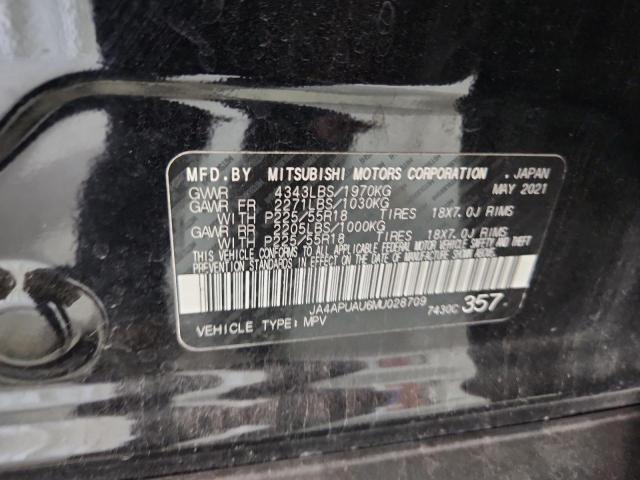 MFD.BY MITSUBISHI MOTORS CORPORATION , JAPAN
GVWR 4343LBS/1970KG MAY 2021
GAWR FR 2271LBS/1030KG
WITH P225/55R18 TIRES 18X7.0J RIMS
GAWR RR 2205LBS/1000KG
WITH P225/55R18 TIRES 18X7.0J RIMS
THIS VEHICLE CONFORMS TO ALL APPLICABLE FEDERAL MOTOR VEHICLE SAFETY AND THEFT
PREVENTION STANDARDS IN EFFECT ON THE DATE OF MANUFACTURE SHOWN ABOVE.
JA4APUAU6MU028709 7430C 357
VEHICLE TYPE: MPV